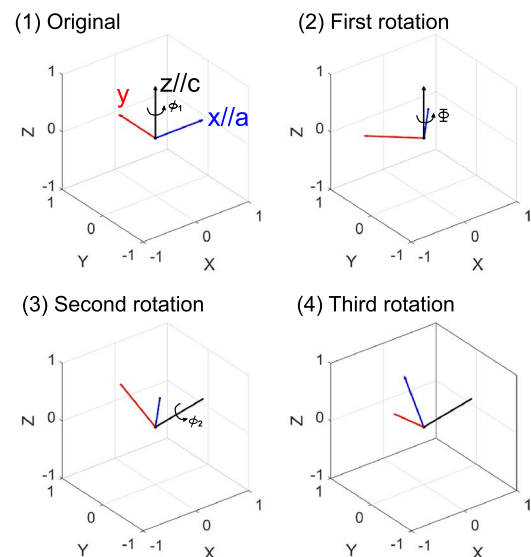 (1) Original
(2) First rotation
1
z//c
y
ϕ₁
x//a
Z
0
-1
1
0
Y
-1
-1
0
X
1
1
Φ
Z
0
-1
1
0
Y
-1
-1
0
X
1
(3) Second rotation
(4) Third rotation
1
ϕ₂
Z
0
-1
1
0
Y
-1
-1
0
X
1
1
Z
0
-1
1
0
Y
-1
-1
0
X
1